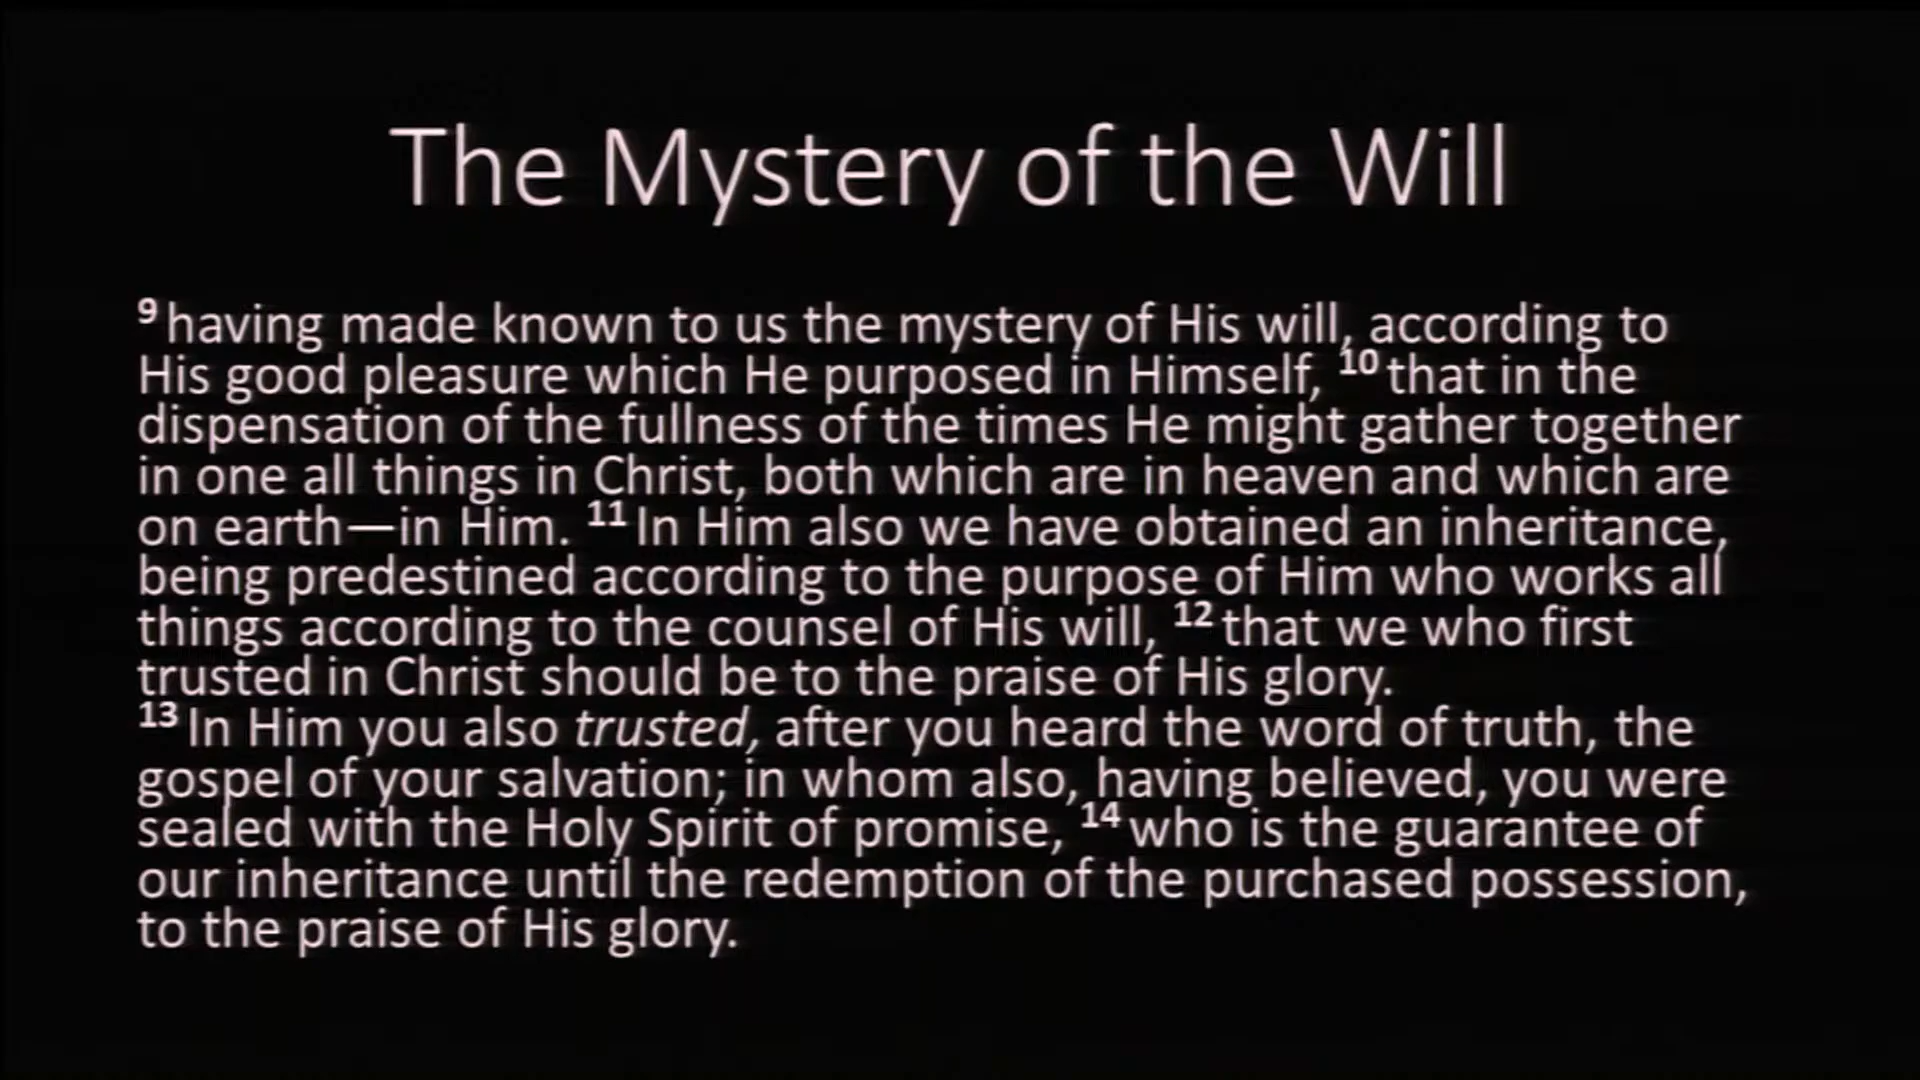 The Mystery of the Will
9 having made known to us the mystery of His will, according to
His good pleasure which He purposed in Himself, 10 that in the
dispensation of the fullness of the times He might gather together
in one all things in Christ, both which are in heaven and which are
on earth—in Him. 11 In Him also we have obtained an inheritance,
being predestined according to the purpose of Him who works all
things according to the counsel of His will, 12 that we who first
trusted in Christ should be to the praise of His glory.
13 In Him you also trusted, after you heard the word of truth, the
gospel of your salvation; in whom also, having believed, you were
sealed with the Holy Spirit of promise, 14 who is the guarantee of
our inheritance until the redemption of the purchased possession,
to the praise of His glory.